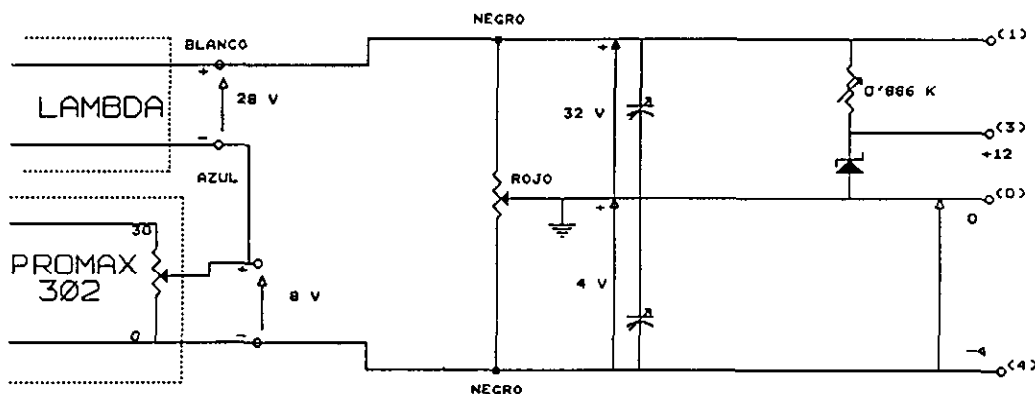 NEGRO
(1)
BLANCO
+
+
LAMBDA
28 V
32 V
0'886 K
(3)
+12
-
AZUL
ROJO
+
(0)
0
30
PROMAX
302
+
8 V
4 V
0
-
-4
(4)
NEGRO